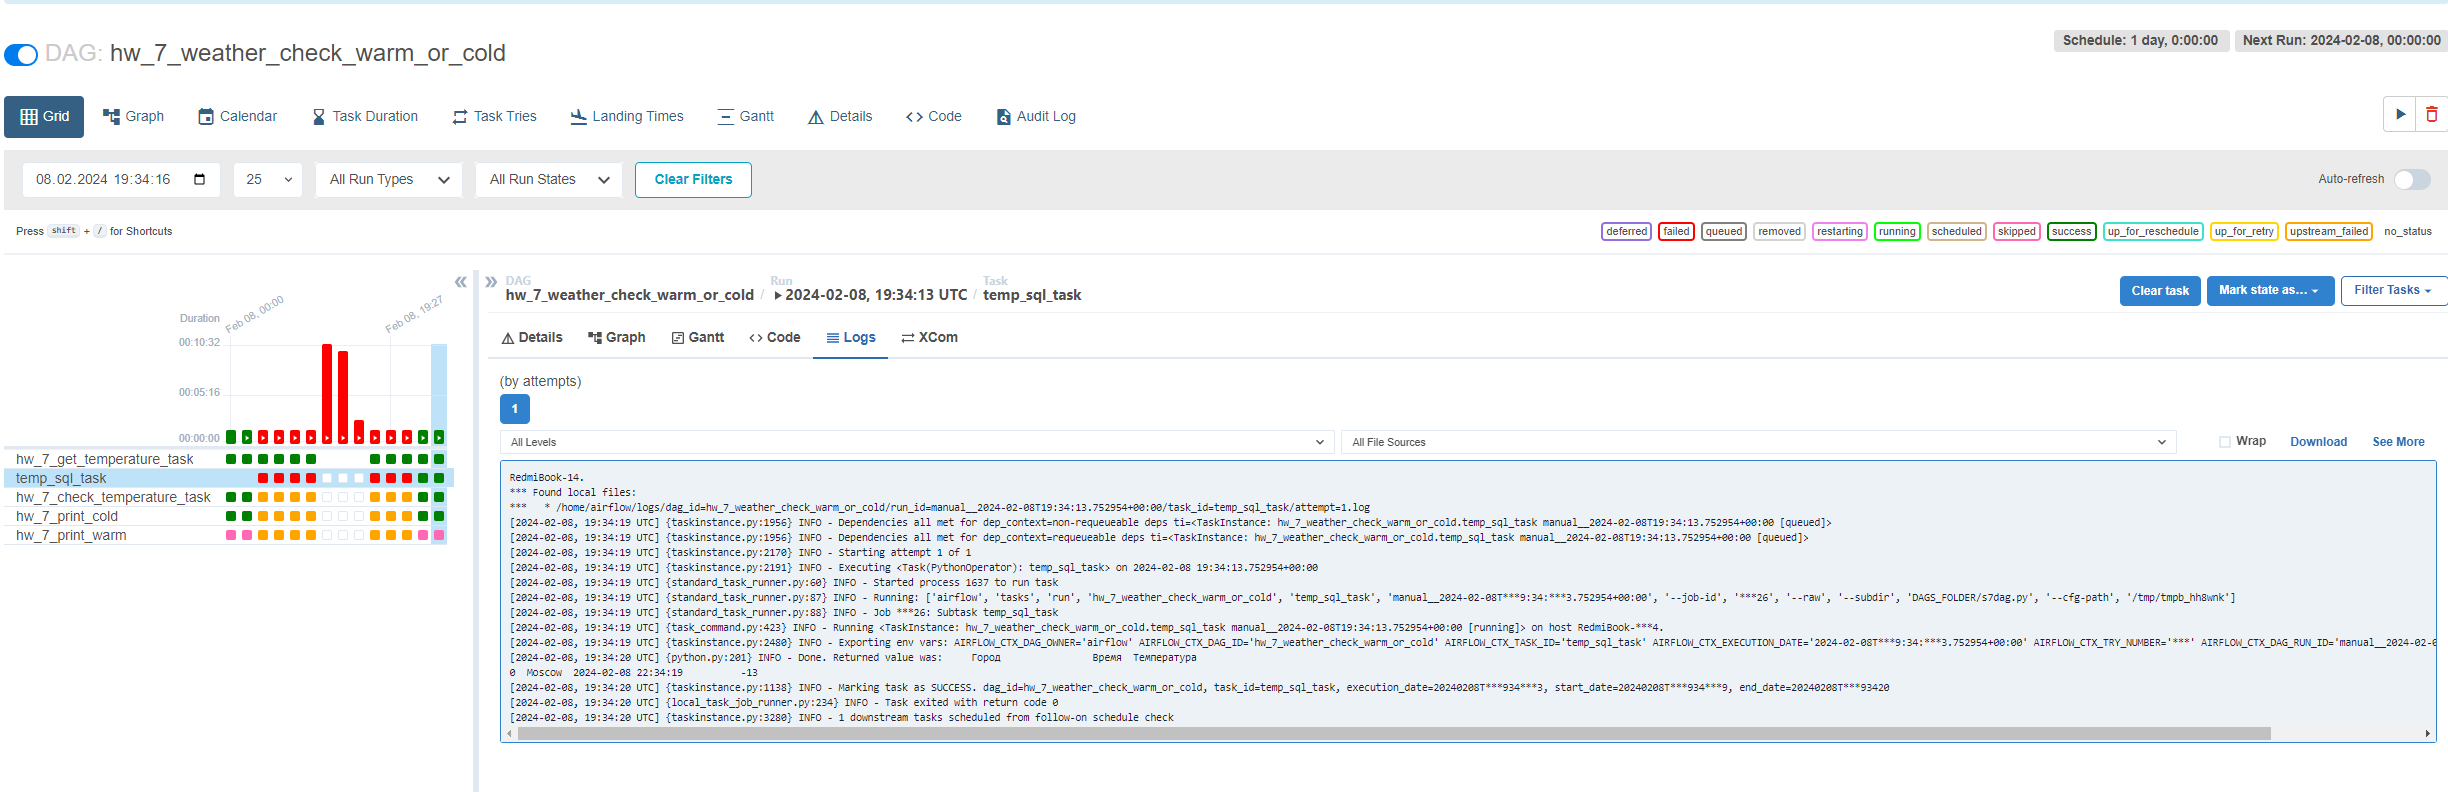 DAG: hw_7_weather_check_warm_or_cold
Schedule: 1 day, 0:00:00
Next Run: 2024-02-08, 00:00:00
Grid
Graph
Calendar
Task Duration
Task Tries
Landing Times
Gantt
Details
Code
Audit Log
08.02.2024 19:34:16
25
All Run Types
All Run States
Clear Filters
Auto-refresh
Press shift + / for Shortcuts
deferred
failed
queued
removed
restarting
running
scheduled
skipped
success
up_for_reschedule
up_for_retry
upstream_failed
no_status
Duration
Feb 08, 00:00
Feb 08, 19:27
00:10:32
00:05:16
00:00:00
hw_7_get_temperature_task
temp_sql_task
hw_7_check_temperature_task
hw_7_print_cold
hw_7_print_warm
DAG
hw_7_weather_check_warm_or_cold
/
Run
2024-02-08, 19:34:13 UTC
/
Task
temp_sql_task
Clear task
Mark state as...
Filter Tasks
Details
Graph
Gantt
Code
Logs
XCom
(by attempts)
1
All Levels
All File Sources
Wrap
Download
See More
RedmiBook-14.
*** Found local files:
***   * /home/airflow/logs/dag_id=hw_7_weather_check_warm_or_cold/run_id=manual__2024-02-08T19:34:13.752954+00:00/task_id=temp_sql_task/attempt=1.log
[2024-02-08, 19:34:19 UTC] {taskinstance.py:1956} INFO - Dependencies all met for dep_context=non-requeueable deps ti=<TaskInstance: hw_7_weather_check_warm_or_cold.temp_sql_task manual__2024-02-08T19:34:13.752954+00:00 [queued]>
[2024-02-08, 19:34:19 UTC] {taskinstance.py:1956} INFO - Dependencies all met for dep_context=requeueable deps ti=<TaskInstance: hw_7_weather_check_warm_or_cold.temp_sql_task manual__2024-02-08T19:34:13.752954+00:00 [queued]>
[2024-02-08, 19:34:19 UTC] {taskinstance.py:2170} INFO - Starting attempt 1 of 1
[2024-02-08, 19:34:19 UTC] {taskinstance.py:2191} INFO - Executing <Task(PythonOperator): temp_sql_task> on 2024-02-08 19:34:13.752954+00:00
[2024-02-08, 19:34:19 UTC] {standard_task_runner.py:60} INFO - Started process 1637 to run task
[2024-02-08, 19:34:19 UTC] {standard_task_runner.py:87} INFO - Running: ['airflow', 'tasks', 'run', 'hw_7_weather_check_warm_or_cold', 'temp_sql_task', 'manual__2024-02-08T***9:34:***3.752954+00:00', '--job-id', '***26', '--raw', '--subdir', 'DAGS_FOLDER/s7dag.py', '--cfg-path', '/tmp/tmpb_hh8wnk']
[2024-02-08, 19:34:19 UTC] {standard_task_runner.py:88} INFO - Job ***26: Subtask temp_sql_task
[2024-02-08, 19:34:19 UTC] {task_command.py:423} INFO - Running <TaskInstance: hw_7_weather_check_warm_or_cold.temp_sql_task manual__2024-02-08T19:34:13.752954+00:00 [running]> on host RedmiBook-***4.
[2024-02-08, 19:34:19 UTC] {taskinstance.py:2480} INFO - Exporting env vars: AIRFLOW_CTX_DAG_OWNER='airflow' AIRFLOW_CTX_DAG_ID='hw_7_weather_check_warm_or_cold' AIRFLOW_CTX_TASK_ID='temp_sql_task' AIRFLOW_CTX_EXECUTION_DATE='2024-02-08T***9:34:***3.752954+00:00' AIRFLOW_CTX_TRY_NUMBER='***' AIRFLOW_CTX_DAG_RUN_ID='manual__2024-02-0
[2024-02-08, 19:34:20 UTC] {python.py:201} INFO - Done. Returned value was:     Город               Время  Температура
0  Moscow  2024-02-08 22:34:19          -13
[2024-02-08, 19:34:20 UTC] {taskinstance.py:1138} INFO - Marking task as SUCCESS. dag_id=hw_7_weather_check_warm_or_cold, task_id=temp_sql_task, execution_date=20240208T***934***3, start_date=20240208T***934***9, end_date=20240208T***93420
[2024-02-08, 19:34:20 UTC] {local_task_job_runner.py:234} INFO - Task exited with return code 0
[2024-02-08, 19:34:20 UTC] {taskinstance.py:3280} INFO - 1 downstream tasks scheduled from follow-on schedule check